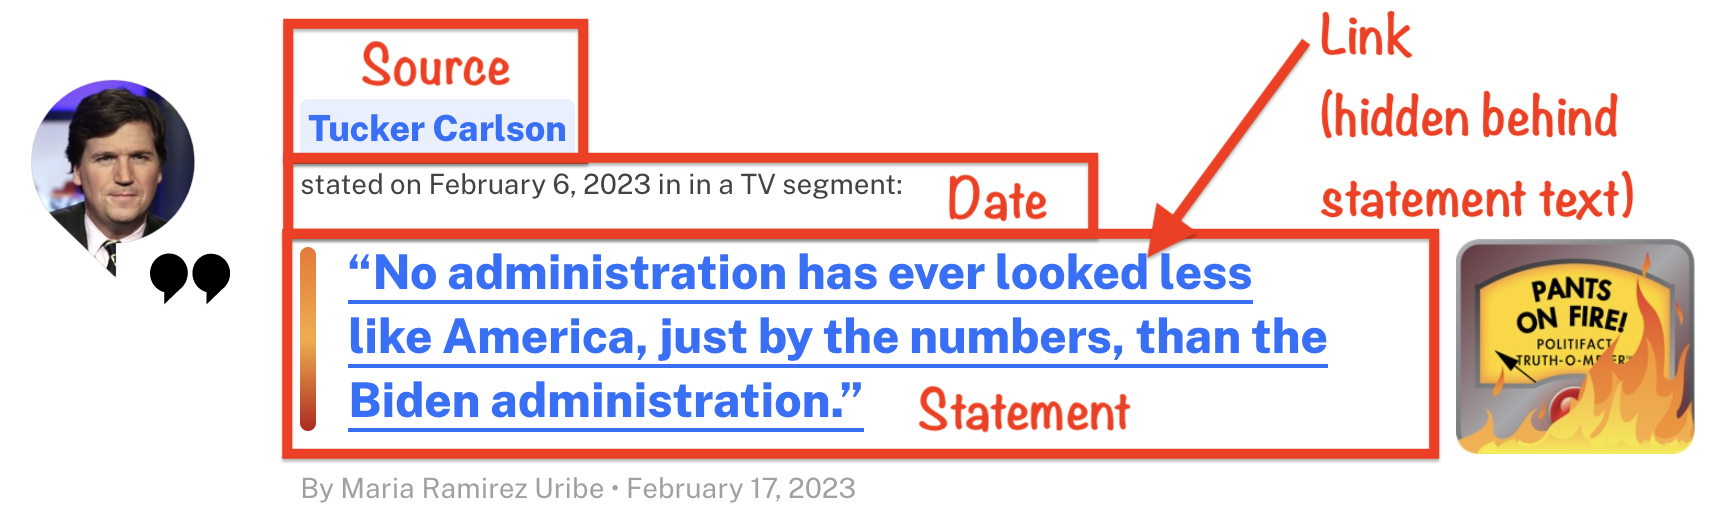 Source
Tucker Carlson
stated on February 6, 2023 in in a TV segment:
Date
Link
(hidden behind
statement text)
“No administration has ever looked less
like America, just by the numbers, than the
Biden administration.”
Statement
PANTS
ON FIRE!
POLITIFACT
TRUTH-O-METER™
By Maria Ramirez Uribe • February 17, 2023